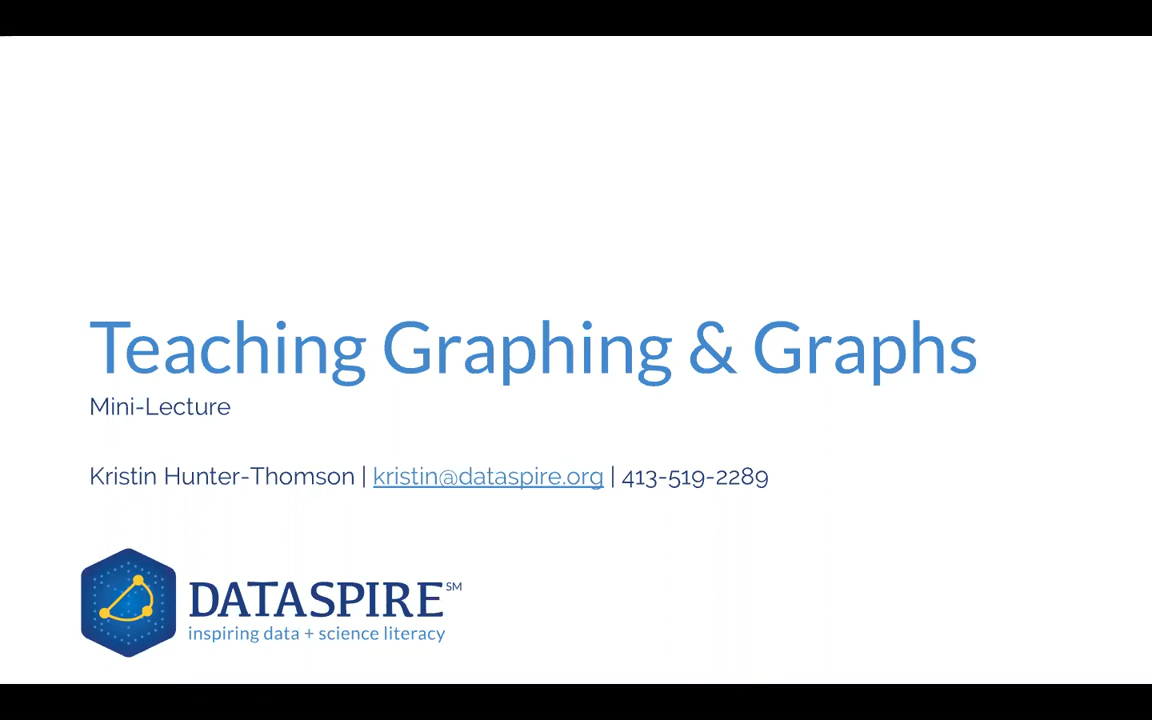 Teaching Graphing & Graphs
Mini-Lecture
Kristin Hunter-Thomson | kristin@dataspire.org | 413-519-2289
DATASPIRE℠
inspiring data + science literacy